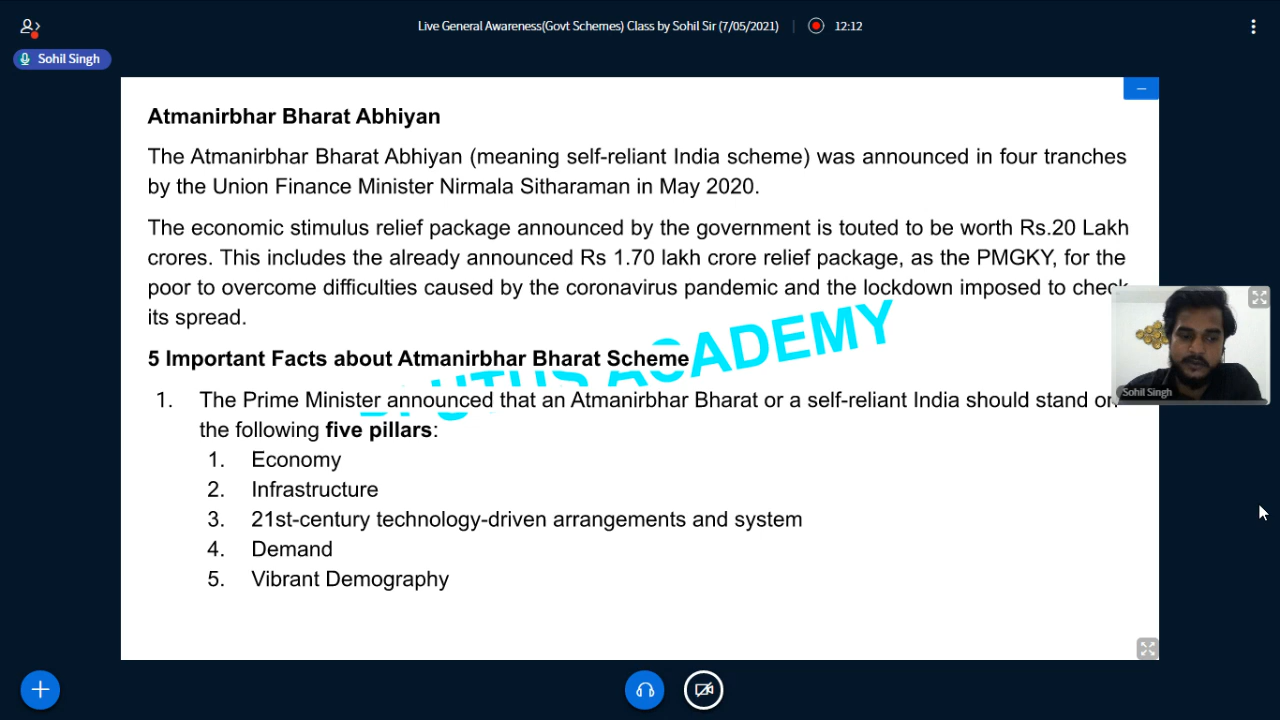 Live General Awareness(Govt Schemes) Class by Sohil Sir (7/05/2021)
12:12
Sohil Singh
Atmanirbhar Bharat Abhiyan
The Atmanirbhar Bharat Abhiyan (meaning self-reliant India scheme) was announced in four tranches
by the Union Finance Minister Nirmala Sitharaman in May 2020.
The economic stimulus relief package announced by the government is touted to be worth Rs.20 Lakh
crores. This includes the already announced Rs 1.70 lakh crore relief package, as the PMGKY, for the
poor to overcome difficulties caused by the coronavirus pandemic and the lockdown imposed to check
its spread.
ACADEMY
5 Important Facts about Atmanirbhar Bharat Scheme
1. The Prime Minister announced that an Atmanirbhar Bharat or a self-reliant India should stand on
the following five pillars:
1. Economy
2. Infrastructure
3. 21st-century technology-driven arrangements and system
4. Demand
5. Vibrant Demography
Sohil Singh